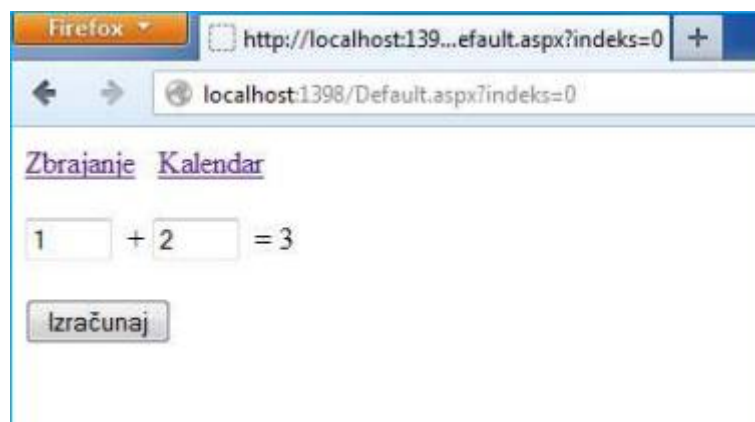 Firefox
http://localhost:139...efault.aspx?indeks=0 +
localhost:1398/Default.aspx?indeks=0
Zbrajanje Kalendar
1 + 2 = 3
Izračunaj